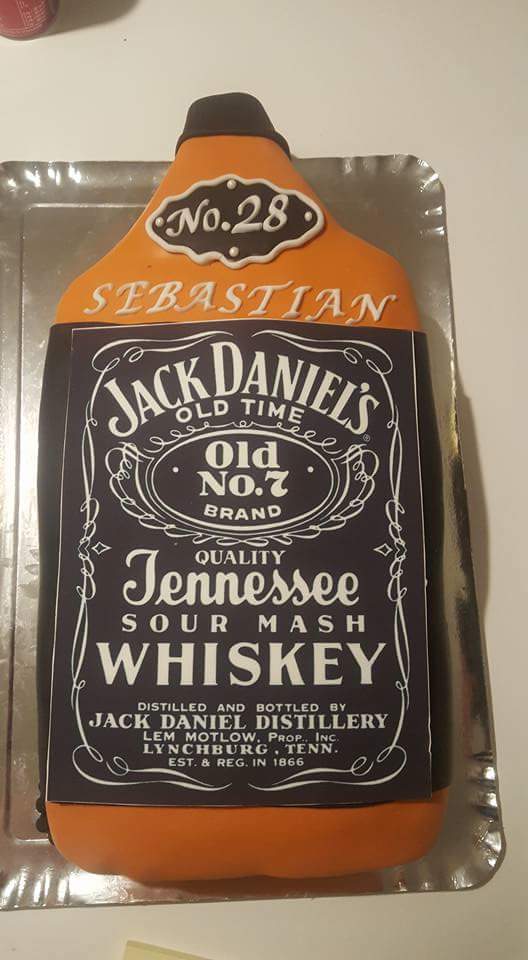 No.28
SEBASTIAN
JACK DANIEL'S
OLD TIME
Old
No.7
BRAND
QUALITY
Tennessee
SOUR MASH
WHISKEY
DISTILLED AND BOTTLED BY
JACK DANIEL DISTILLERY
LEM MOTLOW, PROP., INC.
LYNCHBURG, TENN.
EST. & REG. IN 1866